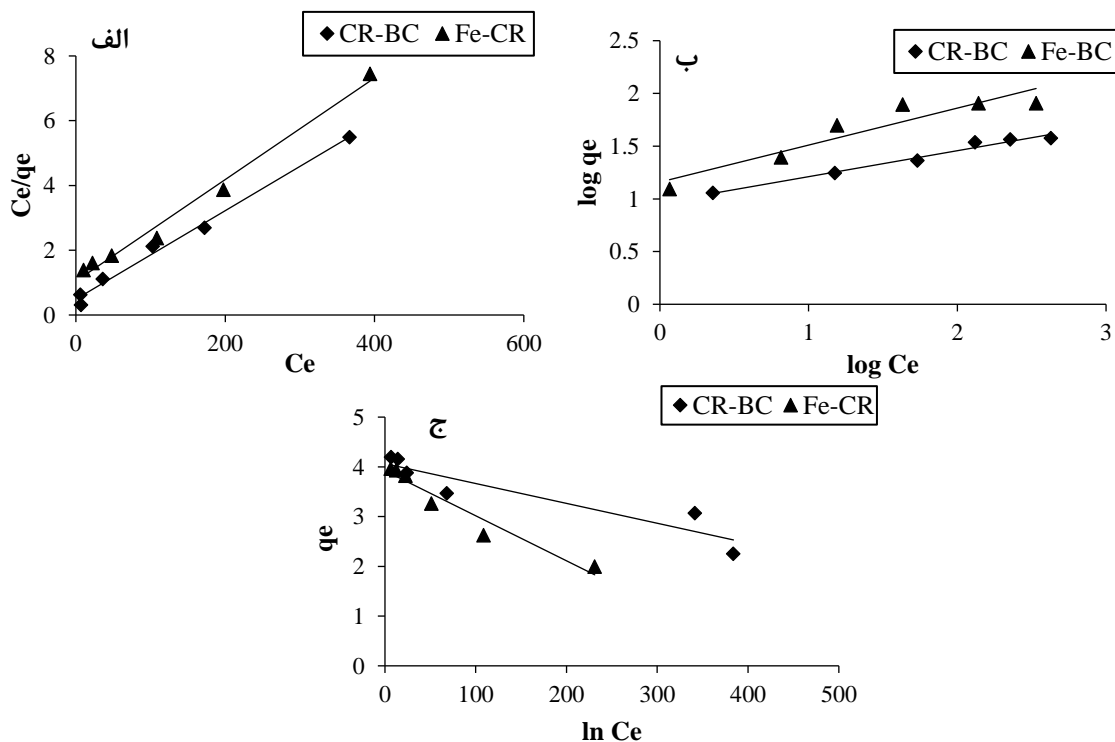 الف
CR-BC Fe-CR
8
6
4
2
0
0 200 400 600
Ce/qe
Ce
ب
CR-BC Fe-BC
2.5
2
1.5
1
0.5
0
0 1 2 3
log qe
log Ce
ج
CR-BC Fe-CR
5
4
3
2
1
0
0 100 200 300 400 500
qe
ln Ce